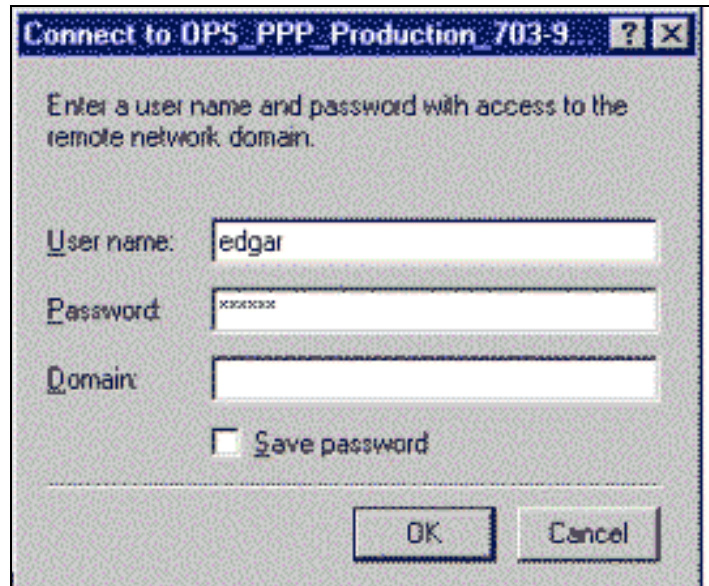 Connect to OPS_PPP_Production_703-9...
Enter a user name and password with access to the
remote network domain.
User name: edgar
Password: xxxxxx
Domain:
Save password
OK Cancel